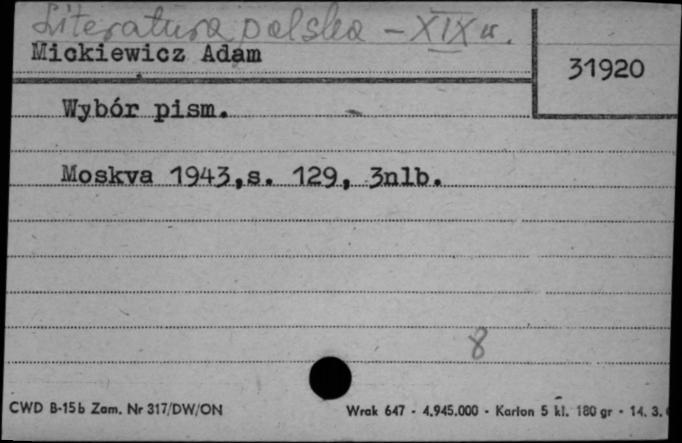 Literatura polska - XIX w.
Mickiewicz Adam
31920
Wybór pism.
Moskva 1943,s. 129, 3nlb.
8
CWD B-15b Zam. Nr 317/DW/ON
Wrak 647 - 4.945.000 - Karton 5 kl. 180 gr - 14. 3.